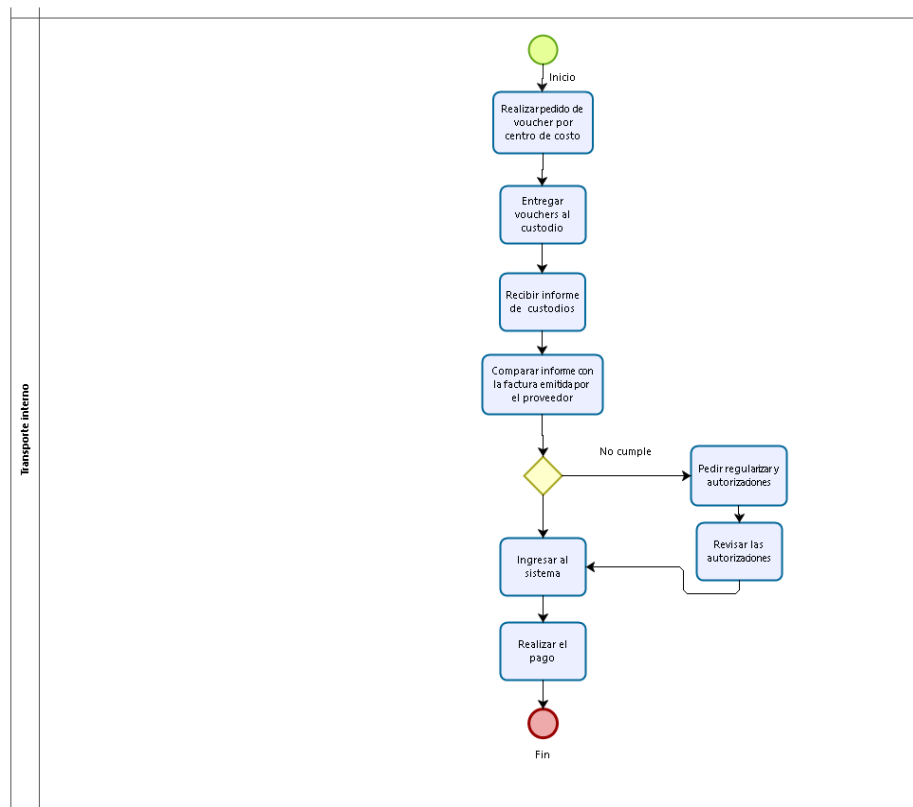 Inicio
Realizar pedido de
voucher por
centro de costo
Entregar
vouchers al
custodio
Recibir informe
de custodios
Comparar informe con
la factura emitida por
el proveedor
No cumple
Pedir regularizar y
autorizaciones
Revisar las
autorizaciones
Ingresar al
sistema
Realizar el
pago
Fin
Transporte interno